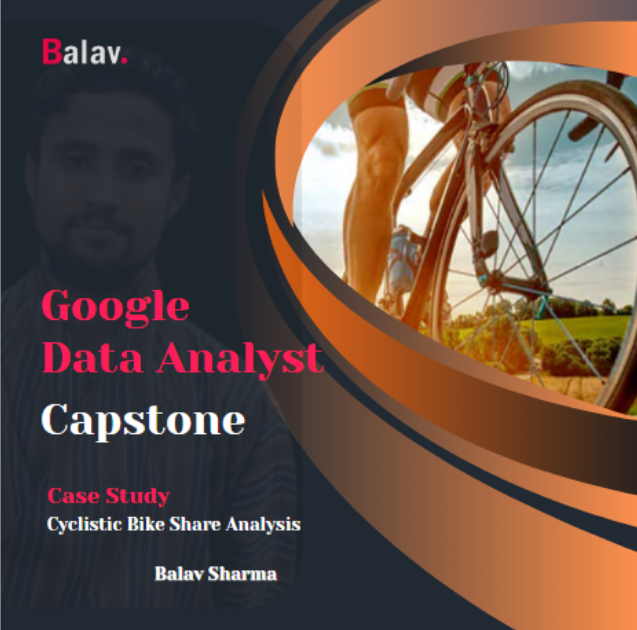 Balav.
Google
Data Analyst
Capstone
Case Study
Cyclistic Bike Share Analysis
Balav Sharma